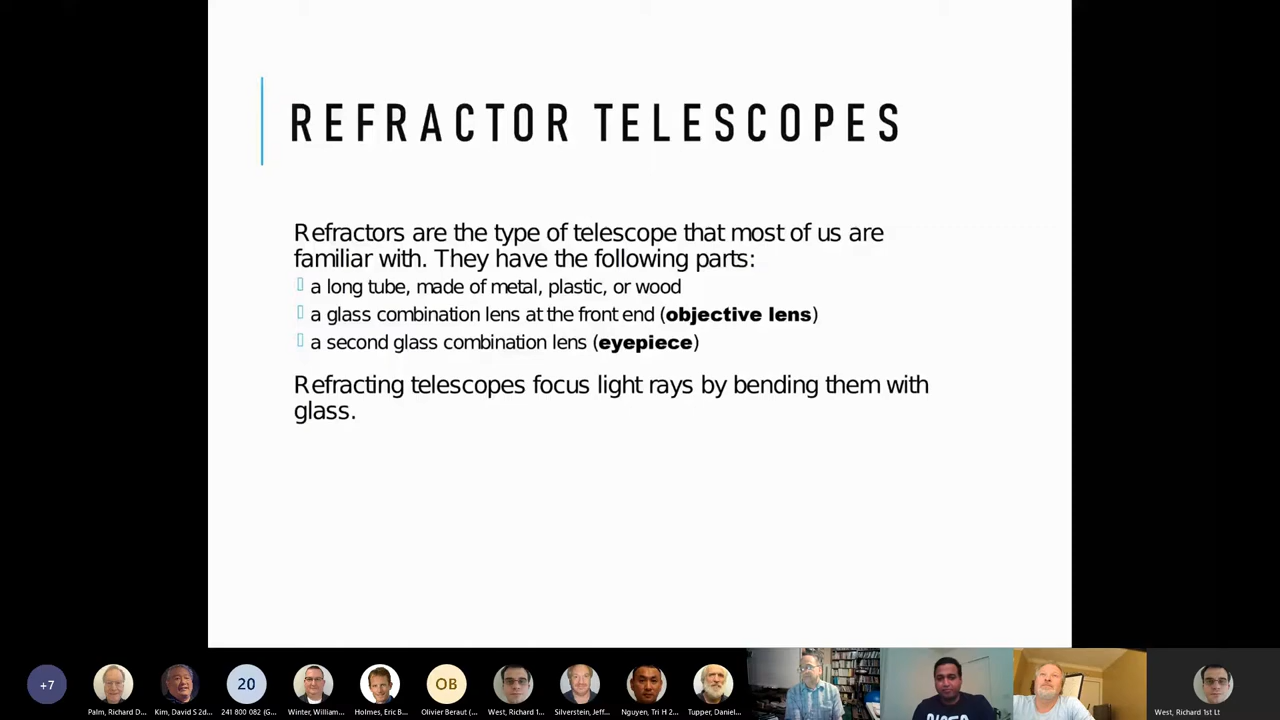 REFRACTOR TELESCOPES
Refractors are the type of telescope that most of us are
familiar with. They have the following parts:
a long tube, made of metal, plastic, or wood
a glass combination lens at the front end (objective lens)
a second glass combination lens (eyepiece)
Refracting telescopes focus light rays by bending them with
glass.
+7
20
OB
Palm, Richard D...
Kim, David S 2d...
241 800 082 (G...
Winter, William...
Holmes, Eric B...
Olivier Beraut (...
West, Richard 1...
Silverstein, Jeff...
Nguyen, Tri H 2...
Tupper, Daniel...
West, Richard 1st Lt